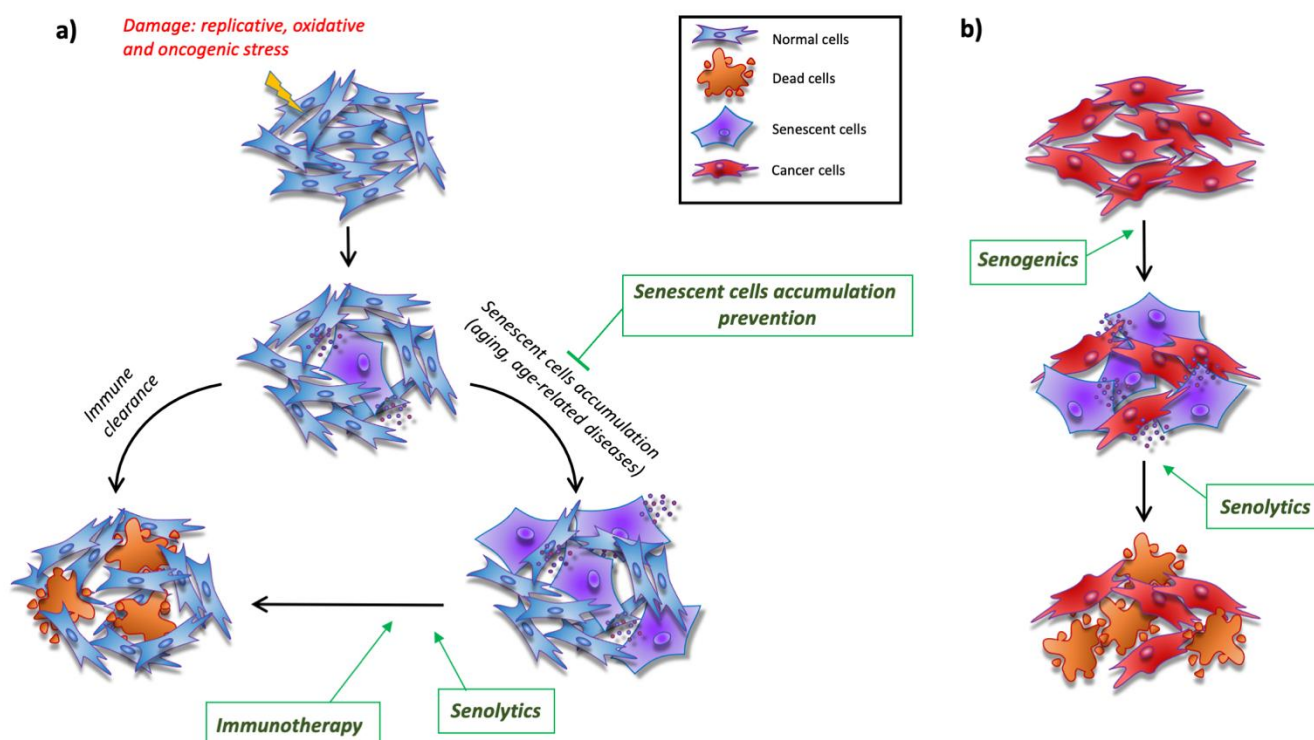 a)
Damage: replicative, oxidative
and oncogenic stress
Normal cells
Dead cells
Senescent cells
Cancer cells
b)
Senogenics
Senescent cells accumulation
prevention
Senescent cells accumulation
(aging, age-related diseases)
Immune
clearance
Senolytics
Immunotherapy
Senolytics